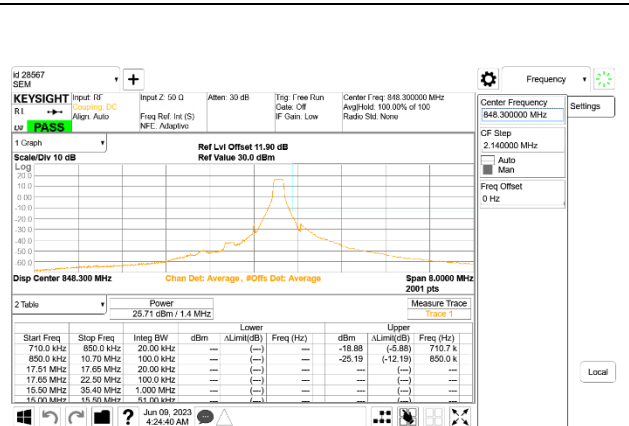 id 28567
SEM
Frequency
KEYSIGHT
Input: RF
Coupling: DC
Align: Auto
Input Z: 50 Ω
Freq Ref: Int (S)
NFE: Adaptive
Atten: 30 dB
Trig: Free Run
Gate: Off
IF Gain: Low
Center Freq: 848.300000 MHz
Avg|Hold: 100.00% of 100
Radio Std: None
PASS
Center Frequency
848.300000 MHz
Settings
CF Step
2.140000 MHz
Auto
Man
Freq Offset
0 Hz
1 Graph
Scale/Div 10 dB
Ref Lvl Offset 11.90 dB
Ref Value 30.0 dBm
Log
20.0
10.0
0.00
-10.0
-20.0
-30.0
-40.0
-50.0
-60.0
Disp Center 848.300 MHz
Chan Det: Average , #Offs Det: Average
Span 8.0000 MHz
2001 pts
2 Table
Power
25.71 dBm / 1.4 MHz
Measure Trace
Trace 1
Lower Upper
Start Freq Stop Freq Integ BW dBm ΔLimit(dB) Freq (Hz) dBm ΔLimit(dB) Freq (Hz)
710.0 kHz 850.0 kHz 20.00 kHz --- (---) --- -18.88 (-5.88) 710.7 k
850.0 kHz 10.70 MHz 100.0 kHz --- (---) --- -25.19 (-12.19) 850.0 k
17.51 MHz 17.65 MHz 20.00 kHz --- (---) --- --- (---) ---
17.65 MHz 22.50 MHz 100.0 kHz --- (---) --- --- (---) ---
15.50 MHz 35.40 MHz 1.000 MHz --- (---) --- --- (---) ---
15.00 MHz 15.50 MHz 51.00 kHz --- (---) --- --- (---) ---
Local
Jun 09, 2023
4:24:40 AM